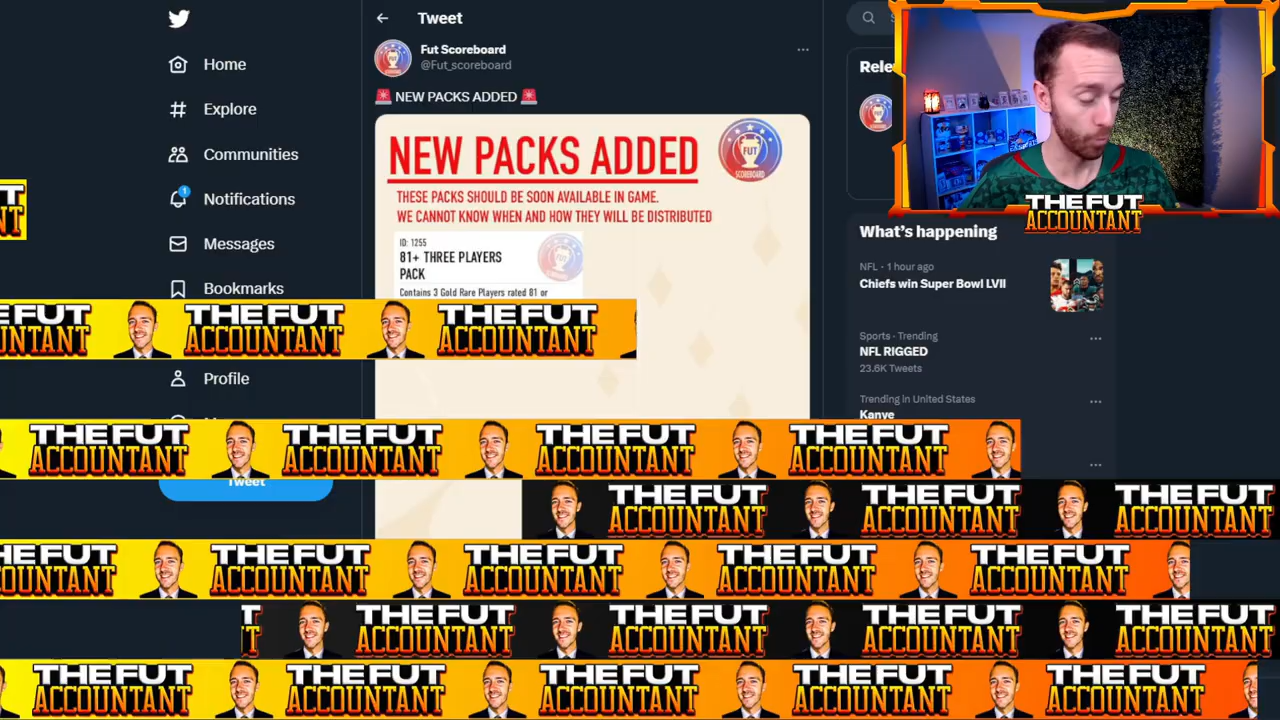 Tweet
Fut Scoreboard
@Fut_scoreboard
NEW PACKS ADDED
NEW PACKS ADDED
FUT
SCOREBOARD
THESE PACKS SHOULD BE SOON AVAILABLE IN GAME.
WE CANNOT KNOW WHEN AND HOW THEY WILL BE DISTRIBUTED
ID: 1255
81+ THREE PLAYERS
PACK
Contains 3 Gold Rare Players rated 81 or
Home
Explore
Communities
1
Notifications
Messages
Bookmarks
Profile
Tweet
THE FUT
ACCOUNTANT
What's happening
NFL · 1 hour ago
Chiefs win Super Bowl LVII
Sports · Trending
NFL RIGGED
23.6K Tweets
Trending in United States
Kanye
THE FUT THE FUT
ACCOUNTANT ACCOUNTANT
THE FUT THE FUT THE FUT THE FUT
ACCOUNTANT ACCOUNTANT ACCOUNTANT ACCOUNTANT
THE FUT THE FUT THE FUT
ACCOUNTANT ACCOUNTANT ACCOUNTANT
THE FUT THE FUT THE FUT THE FUT
ACCOUNTANT ACCOUNTANT ACCOUNTANT ACCOUNTANT
THE FUT THE FUT THE FUT THE FUT
ACCOUNTANT ACCOUNTANT ACCOUNTANT ACCOUNTANT
THE FUT THE FUT THE FUT THE FUT THE FUT
ACCOUNTANT ACCOUNTANT ACCOUNTANT ACCOUNTANT ACCOUNTANT